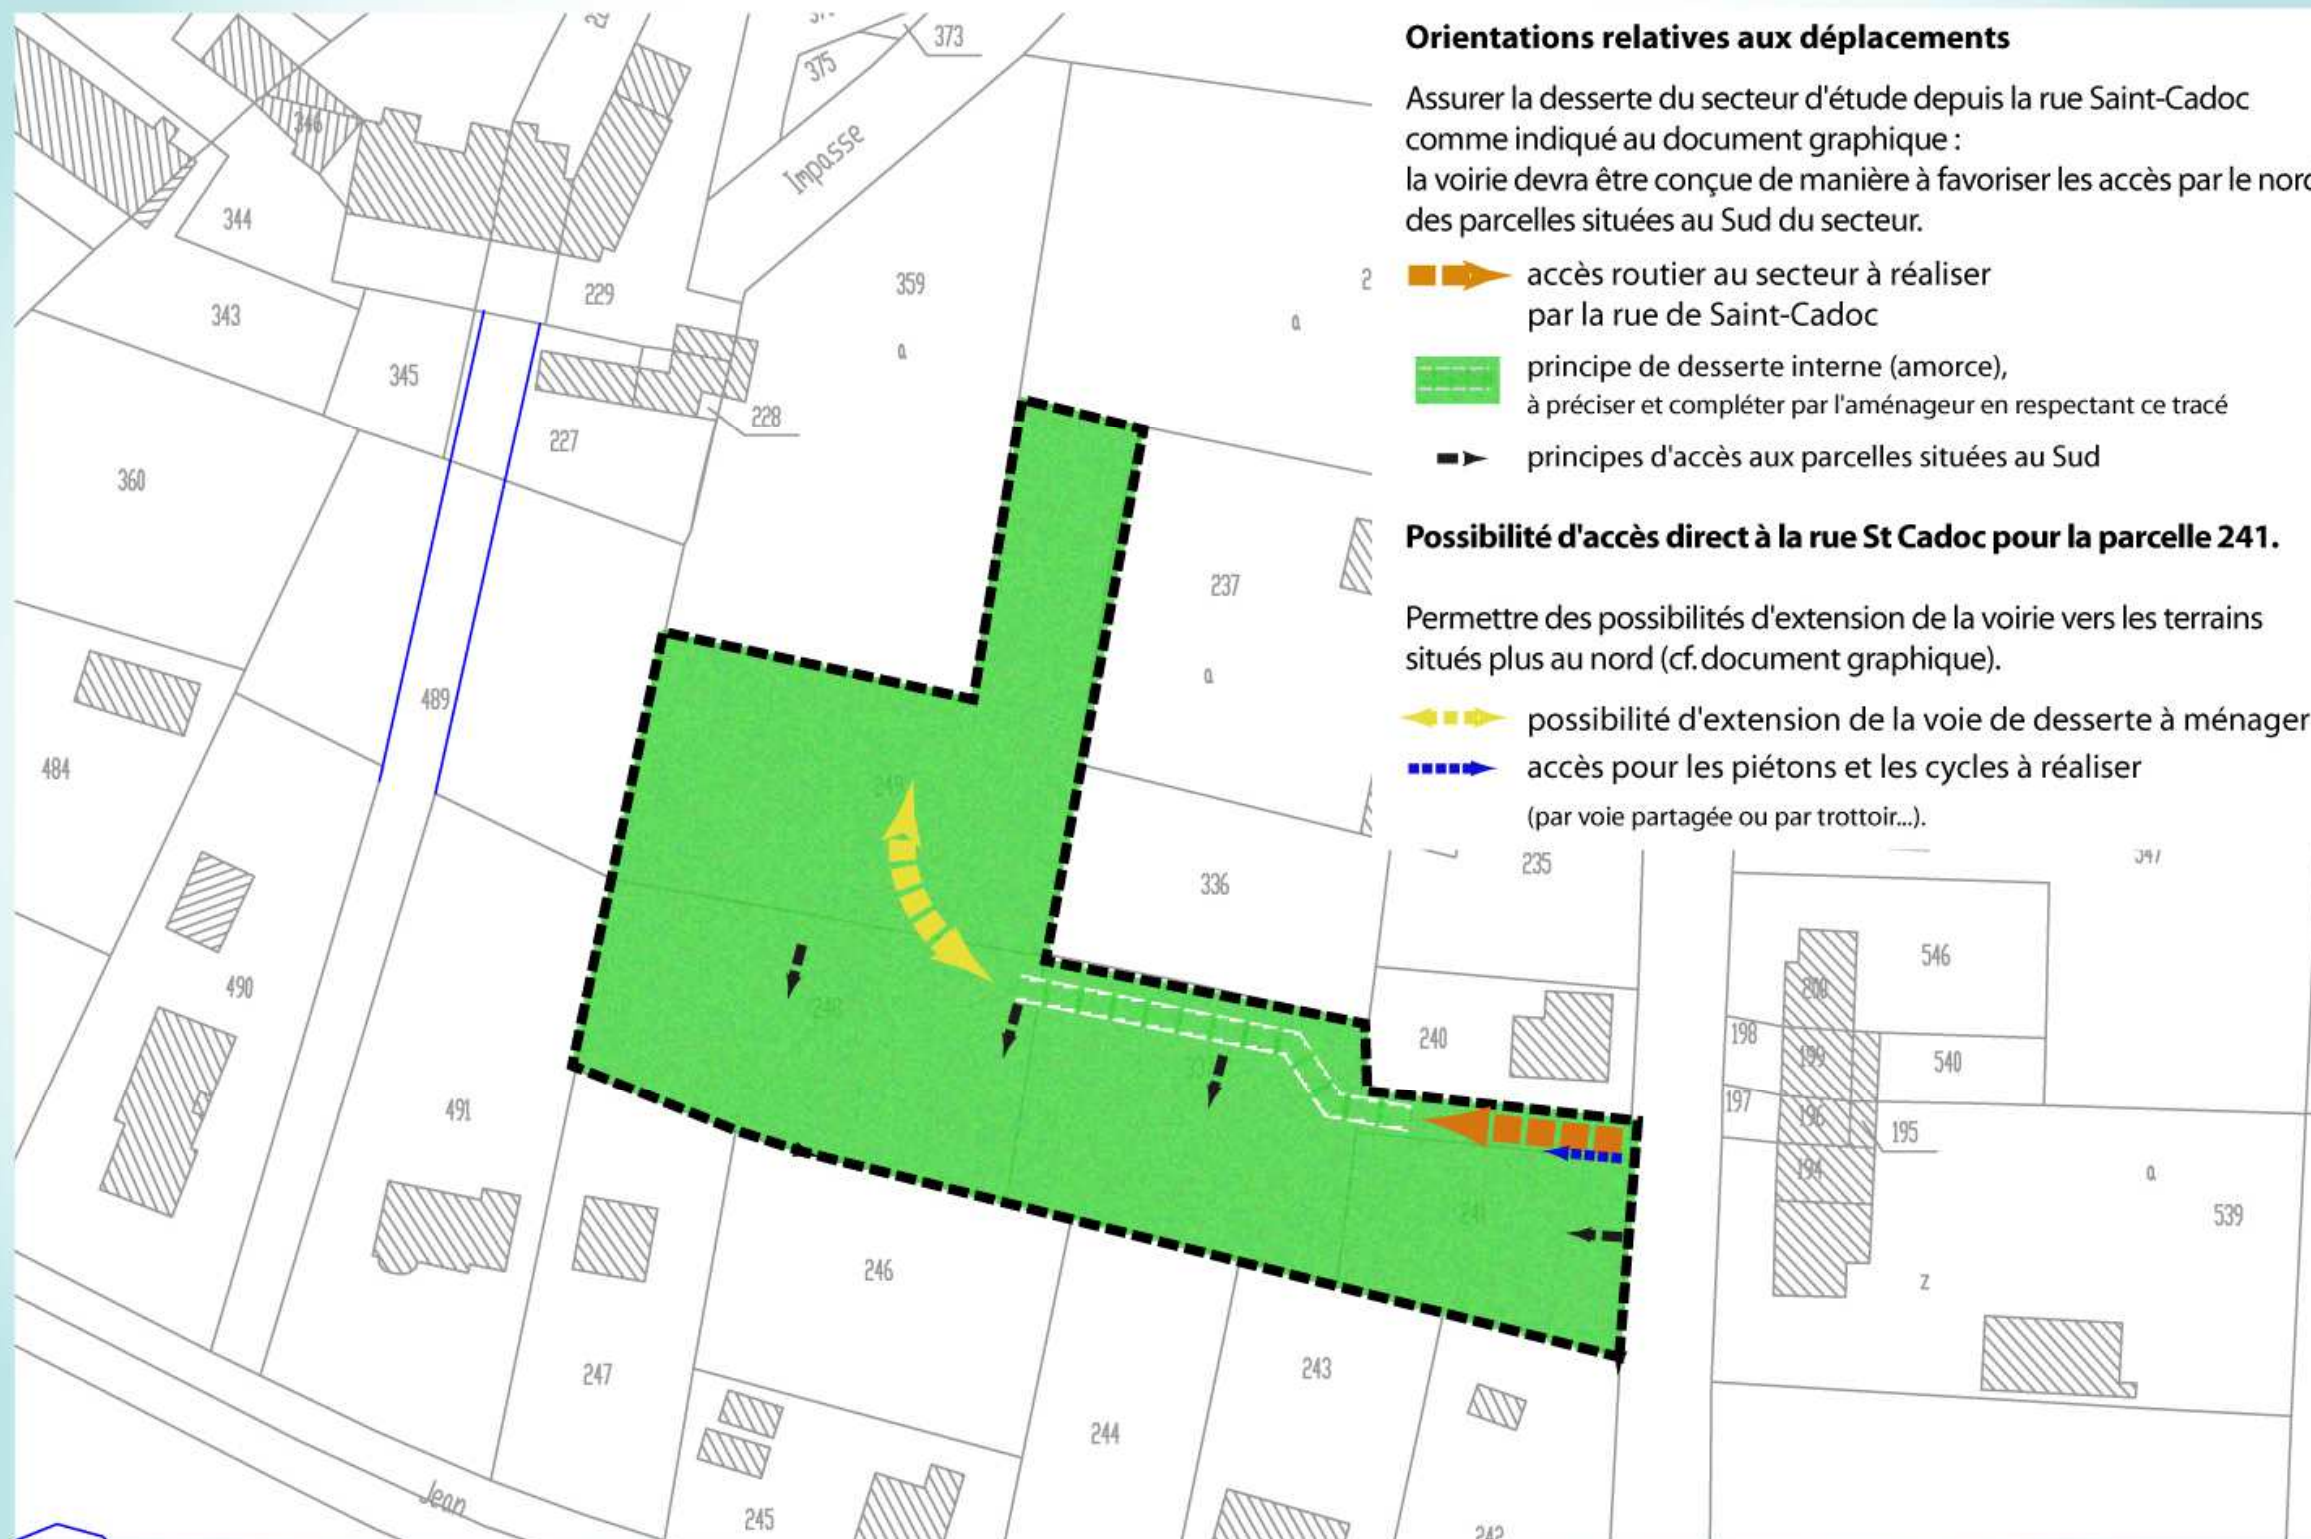 Orientations relatives aux déplacements
Assurer la desserte du secteur d'étude depuis la rue Saint-Cadoc
comme indiqué au document graphique :
la voirie devra être conçue de manière à favoriser les accès par le nord
des parcelles situées au Sud du secteur.
accès routier au secteur à réaliser
par la rue de Saint-Cadoc
principe de desserte interne (amorce),
à préciser et compléter par l'aménageur en respectant ce tracé
principes d'accès aux parcelles situées au Sud
Possibilité d'accès direct à la rue St Cadoc pour la parcelle 241.
Permettre des possibilités d'extension de la voirie vers les terrains
situés plus au nord (cf. document graphique).
possibilité d'extension de la voie de desserte à ménager
accès pour les piétons et les cycles à réaliser
(par voie partagée ou par trottoir...).
373
375
346
Impasse
344
359
229
343
a
a
345
228
227
360
237
a
489
484
336
235
547
546
200
490
240
198
199
540
491
197
196
195
194
a
241
539
246
z
247
243
244
Jean
245
242